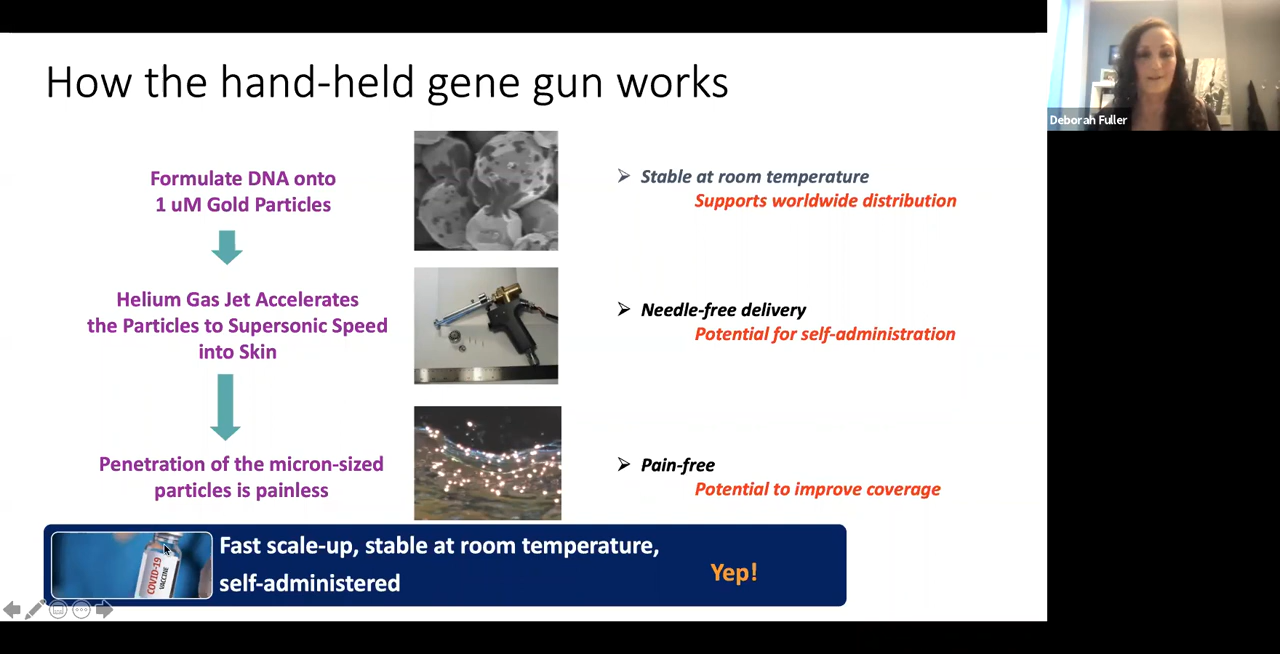 How the hand-held gene gun works
Deborah Fuller
Formulate DNA onto
1 uM Gold Particles
Stable at room temperature
Supports worldwide distribution
Helium Gas Jet Accelerates
the Particles to Supersonic Speed
into Skin
Needle-free delivery
Potential for self-administration
Penetration of the micron-sized
particles is painless
Pain-free
Potential to improve coverage
COVID-19
VACCINE
Fast scale-up, stable at room temperature,
self-administered
Yep!